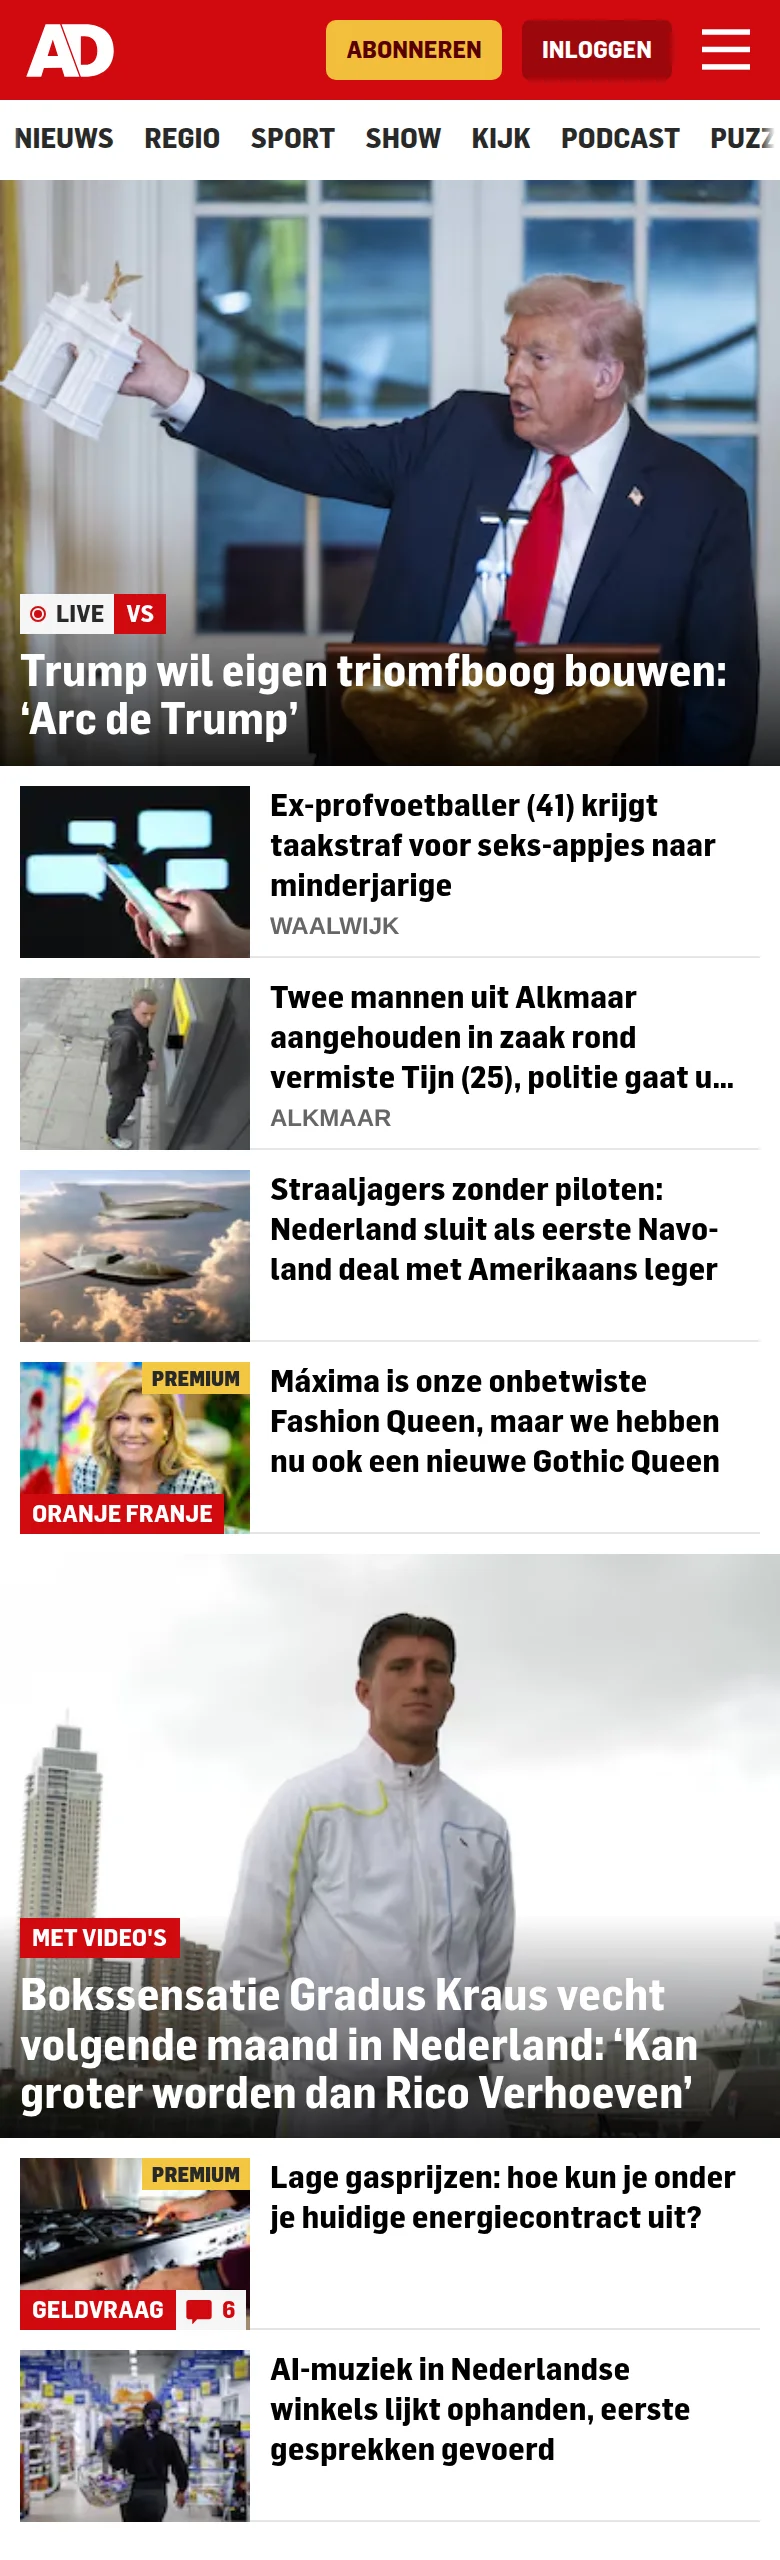 AD
ABONNEREN
INLOGGEN
NIEUWS REGIO SPORT SHOW KIJK PODCAST PUZZ
LIVE VS
Trump wil eigen triomfboog bouwen:
‘Arc de Trump’
Ex-profvoetballer (41) krijgt
taakstraf voor seks-appjes naar
minderjarige
WAALWIJK
Twee mannen uit Alkmaar
aangehouden in zaak rond
vermiste Tijn (25), politie gaat u...
ALKMAAR
Straaljagers zonder piloten:
Nederland sluit als eerste Navo-
land deal met Amerikaans leger
PREMIUM
ORANJE FRANJE
Máxima is onze onbetwiste
Fashion Queen, maar we hebben
nu ook een nieuwe Gothic Queen
MET VIDEO'S
Bokssensatie Gradus Kraus vecht
volgende maand in Nederland: ‘Kan
groter worden dan Rico Verhoeven’
PREMIUM
GELDVRAAG 6
Lage gasprijzen: hoe kun je onder
je huidige energiecontract uit?
AI-muziek in Nederlandse
winkels lijkt ophanden, eerste
gesprekken gevoerd